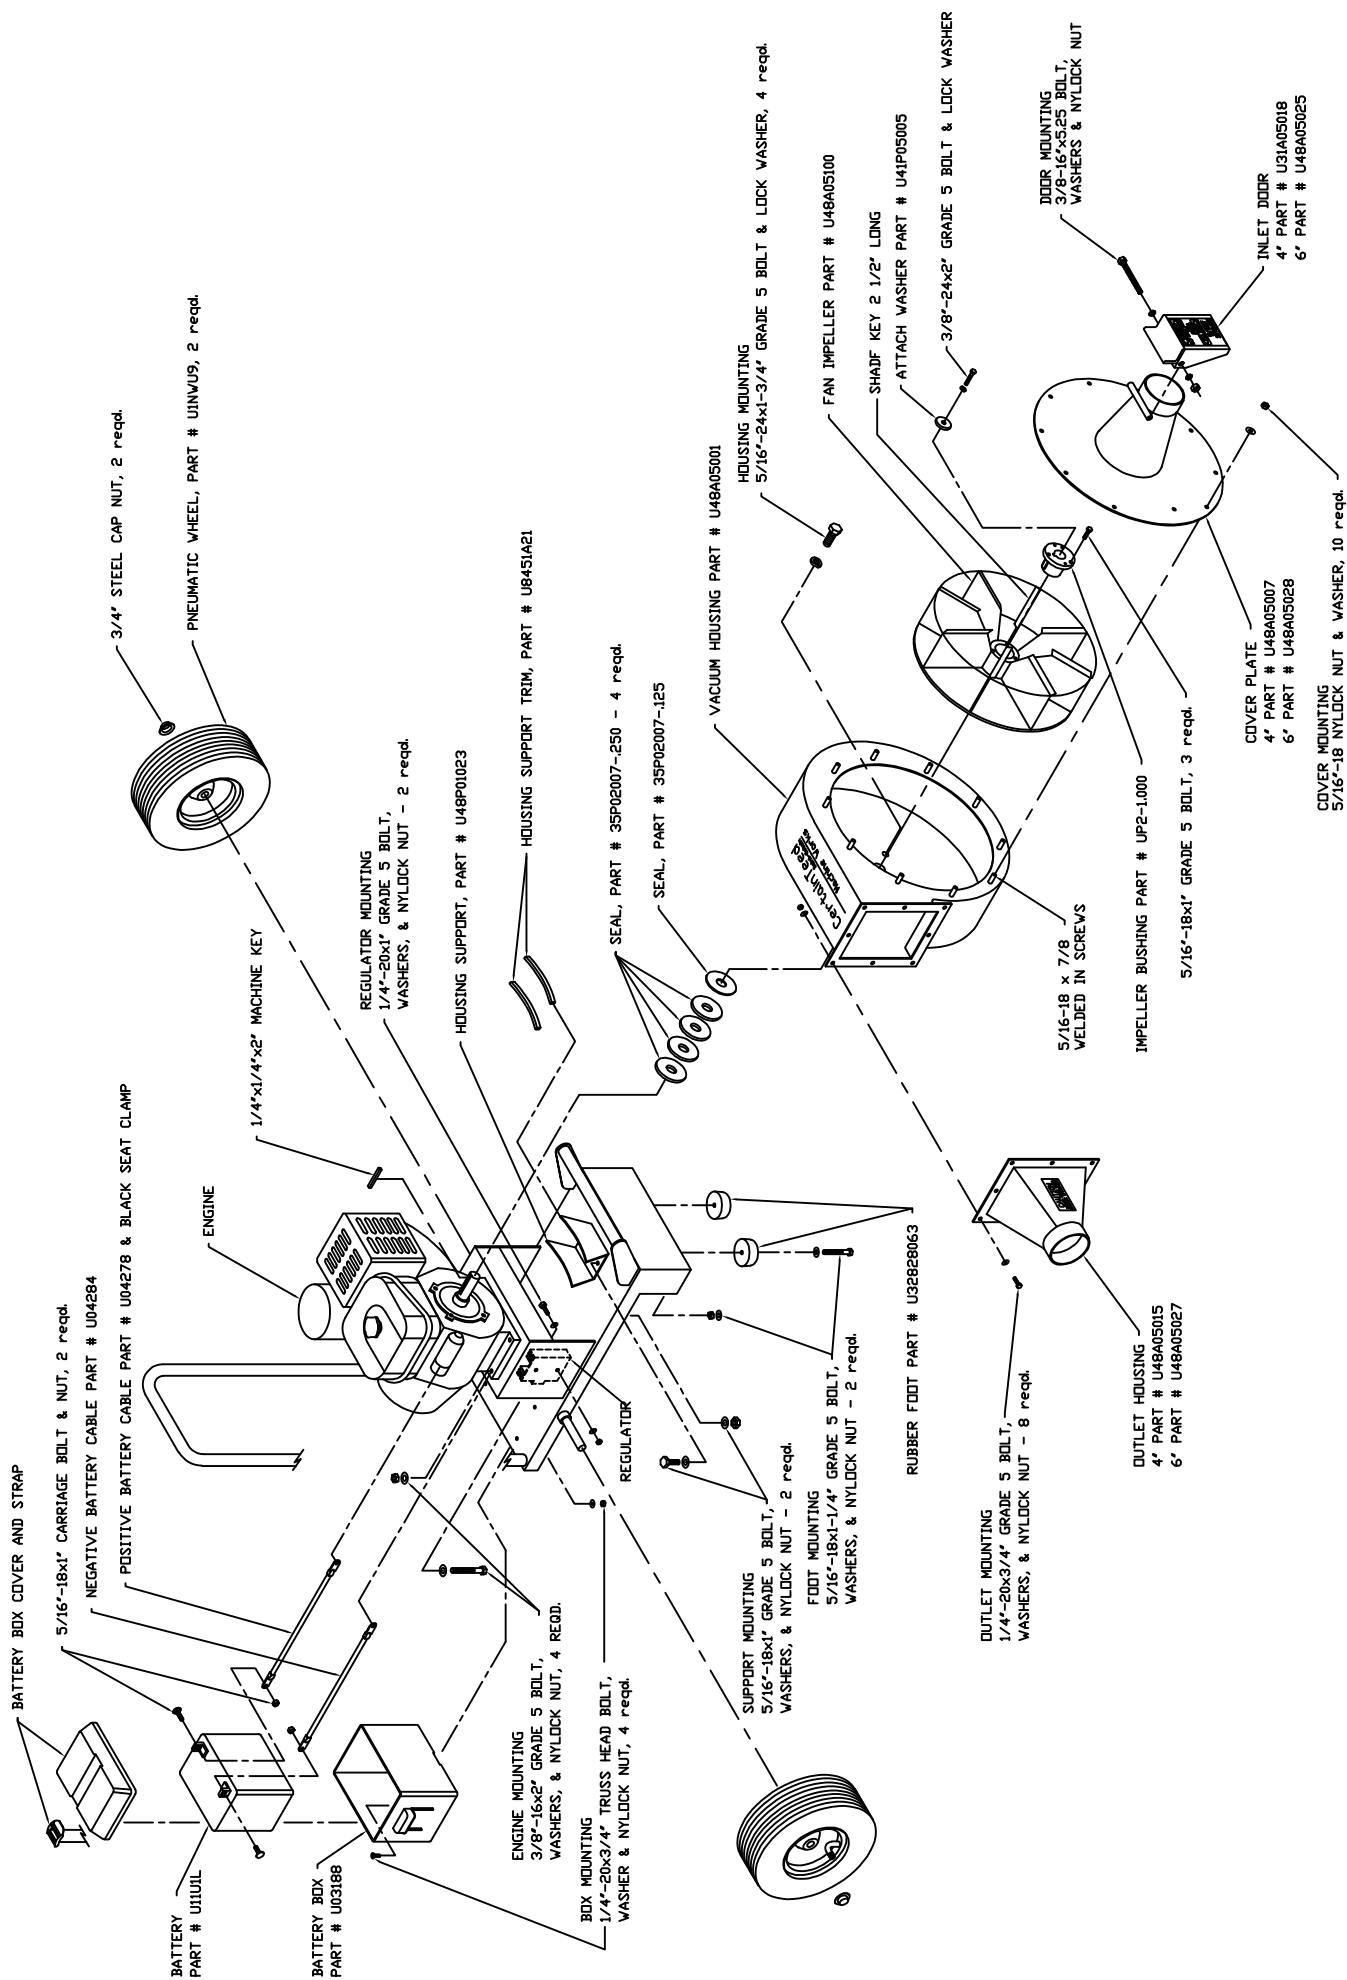 BATTERY BOX COVER AND STRAP
5/16"-18x1" CARRIAGE BOLT & NUT, 2 reqd.
NEGATIVE BATTERY CABLE PART # U04284
POSITIVE BATTERY CABLE PART # U04278 & BLACK SEAT CLAMP
ENGINE
1/4"x1/4"x2" MACHINE KEY
3/4" STEEL CAP NUT, 2 reqd.
PNEUMATIC WHEEL, PART # U1NWU9, 2 reqd.
REGULATOR MOUNTING
1/4"-20x1" GRADE 5 BOLT,
WASHERS, & NYLOCK NUT - 2 reqd.
HOUSING SUPPORT, PART # U48P01023
HOUSING SUPPORT TRIM, PART # U8451A21
SEAL, PART # 35P02007-.250 - 4 reqd.
SEAL, PART # 35P02007-.125
VACUUM HOUSING PART # U48A05001
HOUSING MOUNTING
5/16"-24x1-3/4" GRADE 5 BOLT & LOCK WASHER, 4 reqd.
FAN IMPELLER PART # U48A05100
SHADF KEY 2 1/2" LONG
ATTACH WASHER PART # U41P05005
3/8"-24x2" GRADE 5 BOLT & LOCK WASHER
DOOR MOUNTING
3/8-16"x5.25 BOLT,
WASHERS & NYLOCK NUT
INLET DOOR
4" PART # U31A05018
6" PART # U48A05025
BATTERY
PART # U11U1L
BATTERY BOX
PART # U03188
ENGINE MOUNTING
3/8"-16x2" GRADE 5 BOLT,
WASHERS, & NYLOCK NUT, 4 REQD.
BOX MOUNTING
1/4"-20x3/4" TRUSS HEAD BOLT,
WASHER & NYLOCK NUT, 4 reqd.
REGULATOR
SUPPORT MOUNTING
5/16"-18x1" GRADE 5 BOLT,
WASHERS, & NYLOCK NUT - 2 reqd.
FOOT MOUNTING
5/16"-18x1-1/4" GRADE 5 BOLT,
WASHERS, & NYLOCK NUT - 2 reqd.
RUBBER FOOT PART # U32828063
OUTLET MOUNTING
1/4"-20x3/4" GRADE 5 BOLT,
WASHERS, & NYLOCK NUT - 8 reqd.
OUTLET HOUSING
4" PART # U48A05015
6" PART # U48A05027
CertainTeed
Machine Works
5/16-18 x 7/8
WELDED IN SCREWS
IMPELLER BUSHING PART # UP2-1.000
5/16"-18x1" GRADE 5 BOLT, 3 reqd.
COVER PLATE
4" PART # U48A05007
6" PART # U48A05028
COVER MOUNTING
5/16"-18 NYLOCK NUT & WASHER, 10 reqd.